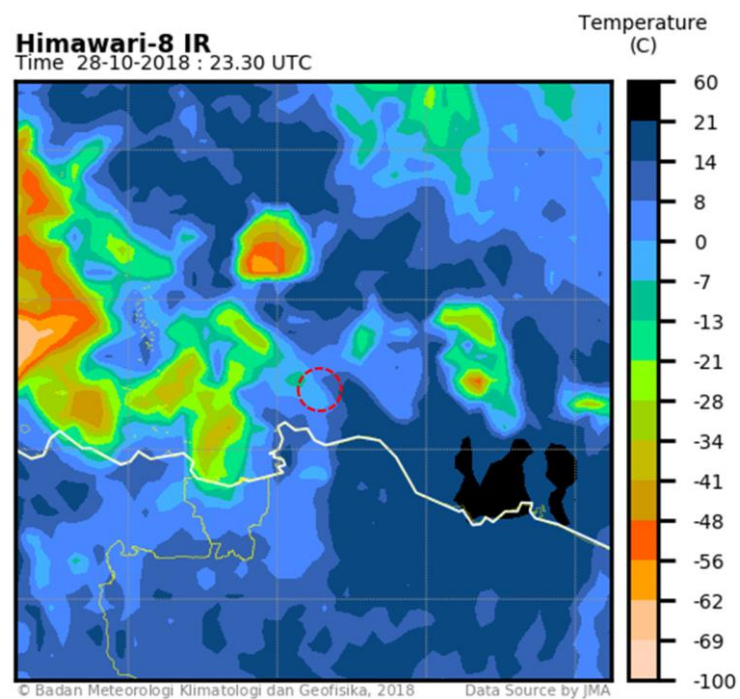 Temperature
(C)
Himawari-8 IR
Time 28-10-2018 : 23.30 UTC
60
21
14
8
0
-7
-13
-21
-28
-34
-41
-48
-56
-62
-69
-100
© Badan Meteorologi Klimatologi dan Geofisika, 2018
Data Source by JMA